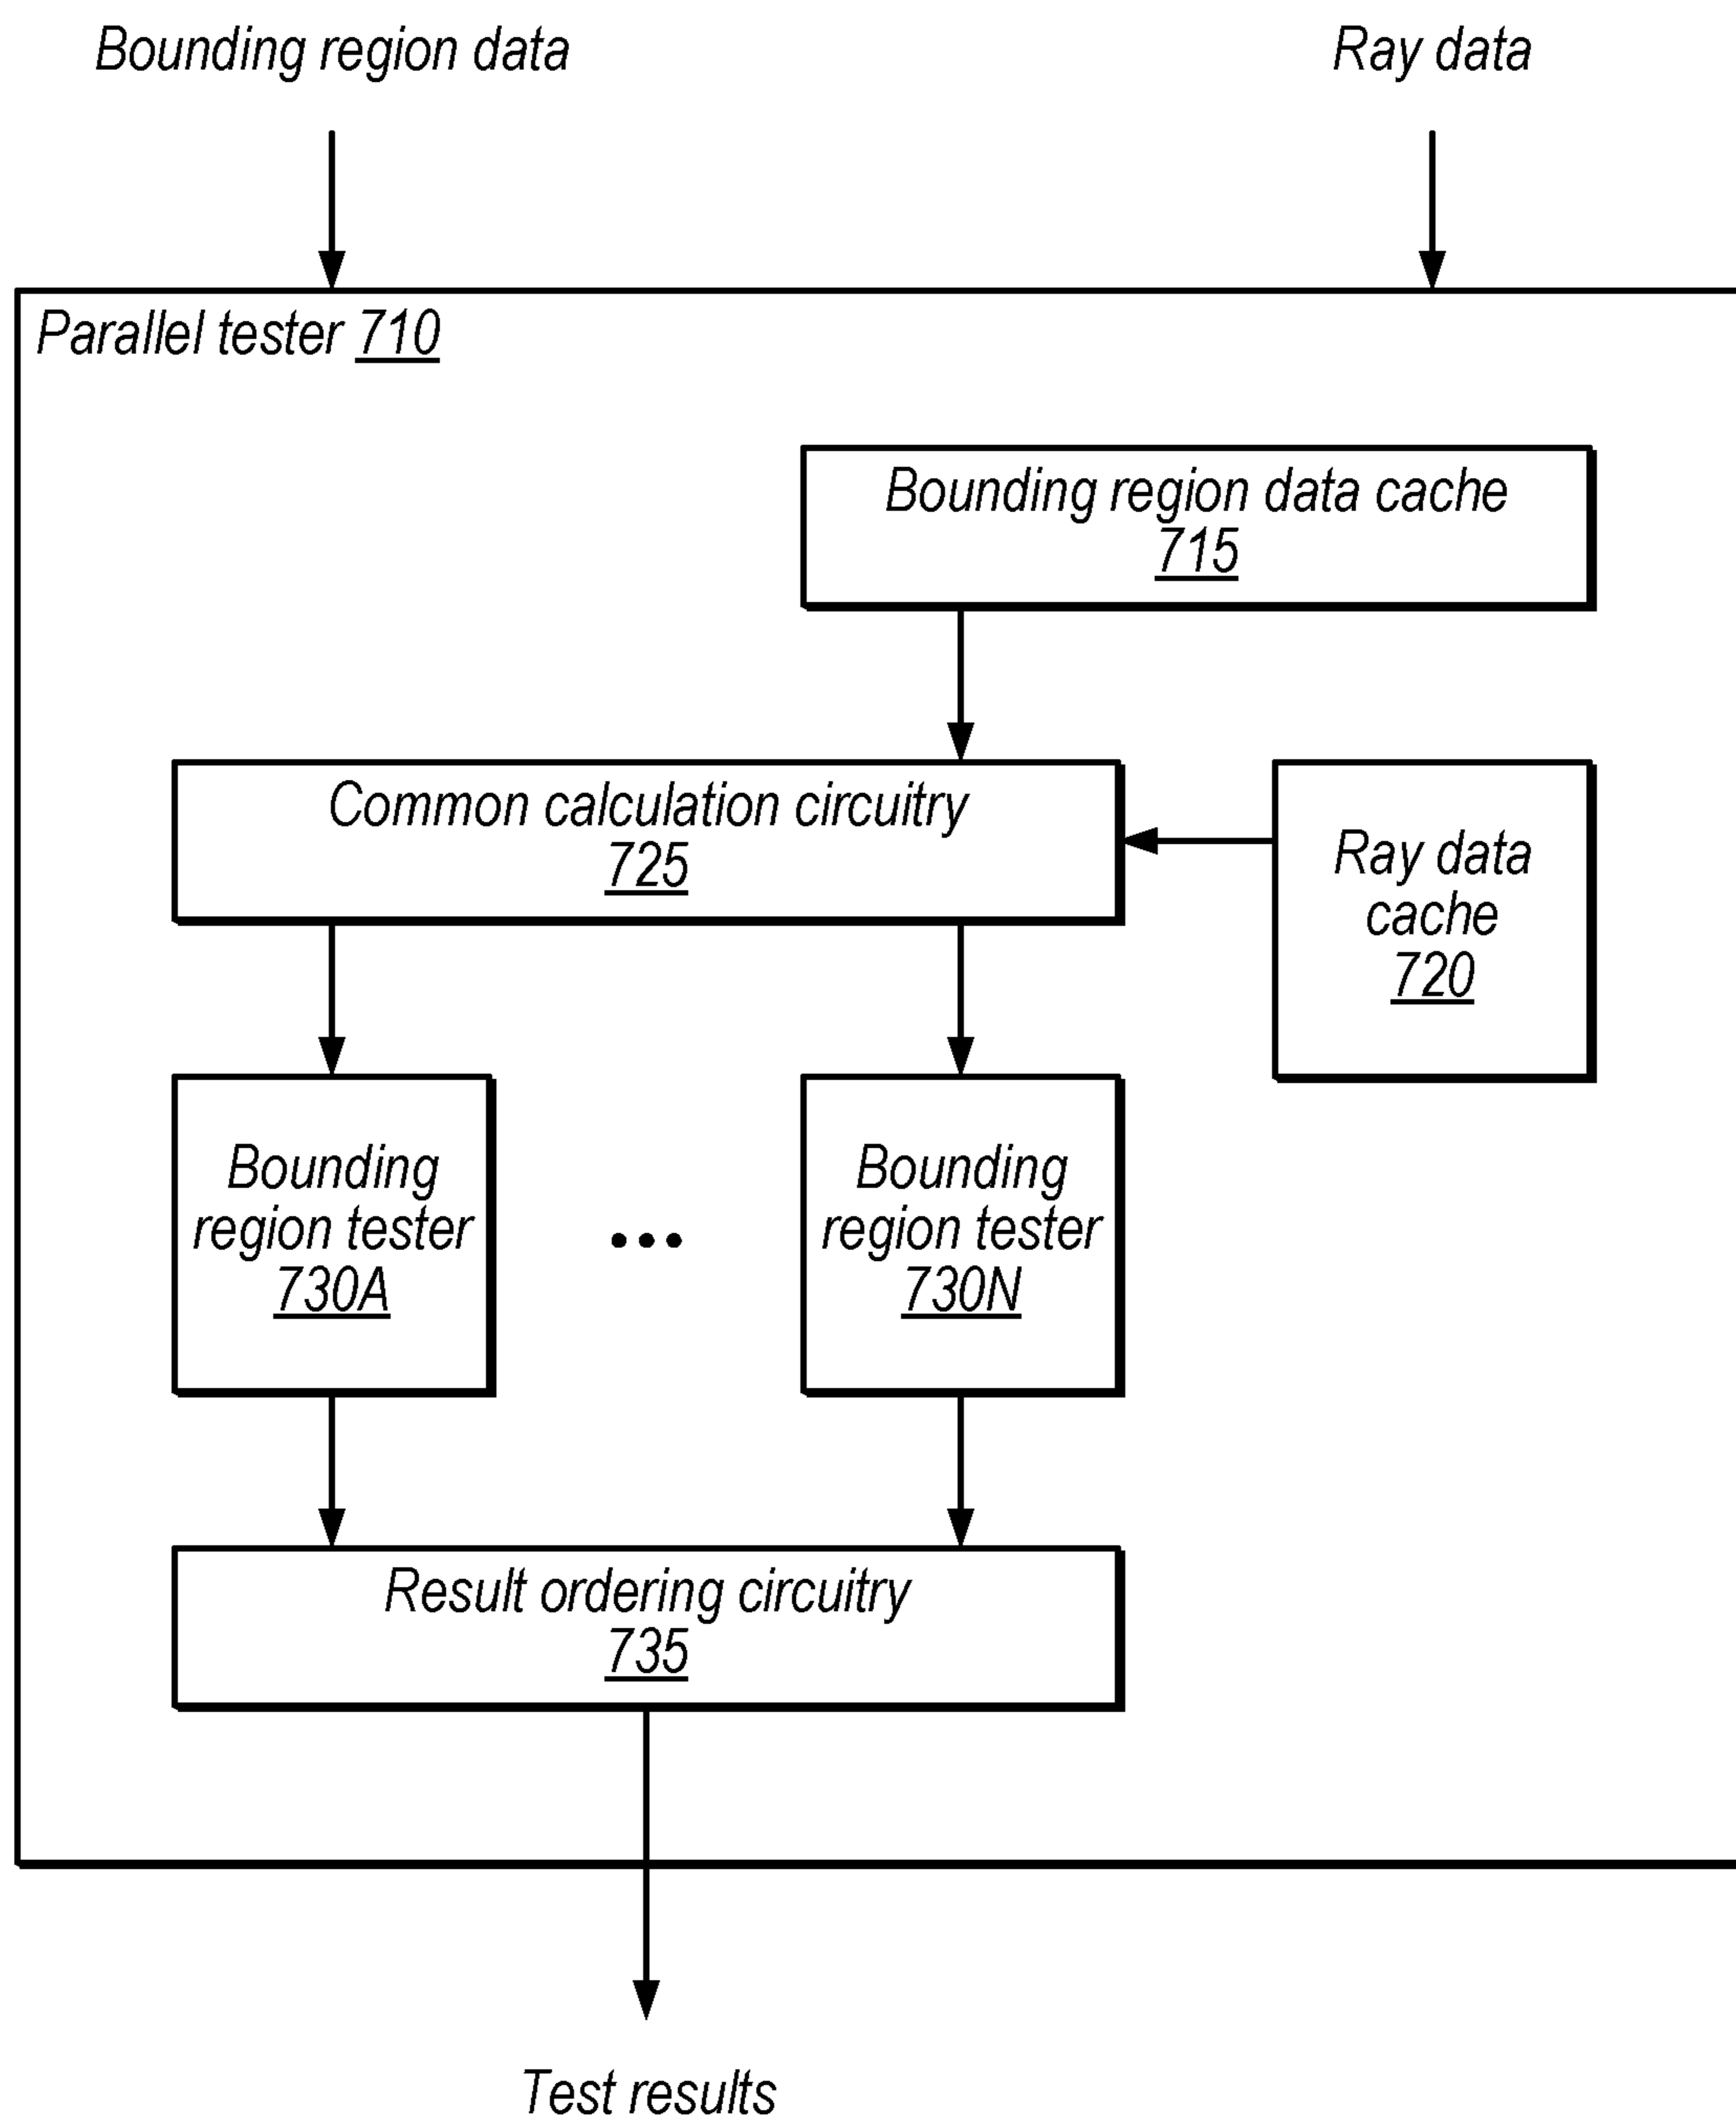 Bounding region data
Ray data
Parallel tester 710
Bounding region data cache
715
Common calculation circuitry
725
Ray data
cache
720
Bounding
region tester
730A
...
Bounding
region tester
730N
Result ordering circuitry
735
Test results